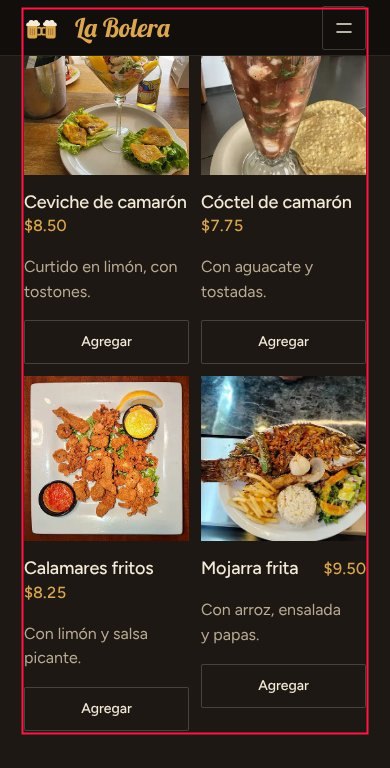 La Bolera
Ceviche de camarón
$8.50
Curtido en limón, con
tostones.
Agregar
Cóctel de camarón
$7.75
Con aguacate y
tostadas.
Agregar
Calamares fritos
$8.25
Con limón y salsa
picante.
Agregar
Mojarra frita $9.50
Con arroz, ensalada
y papas.
Agregar